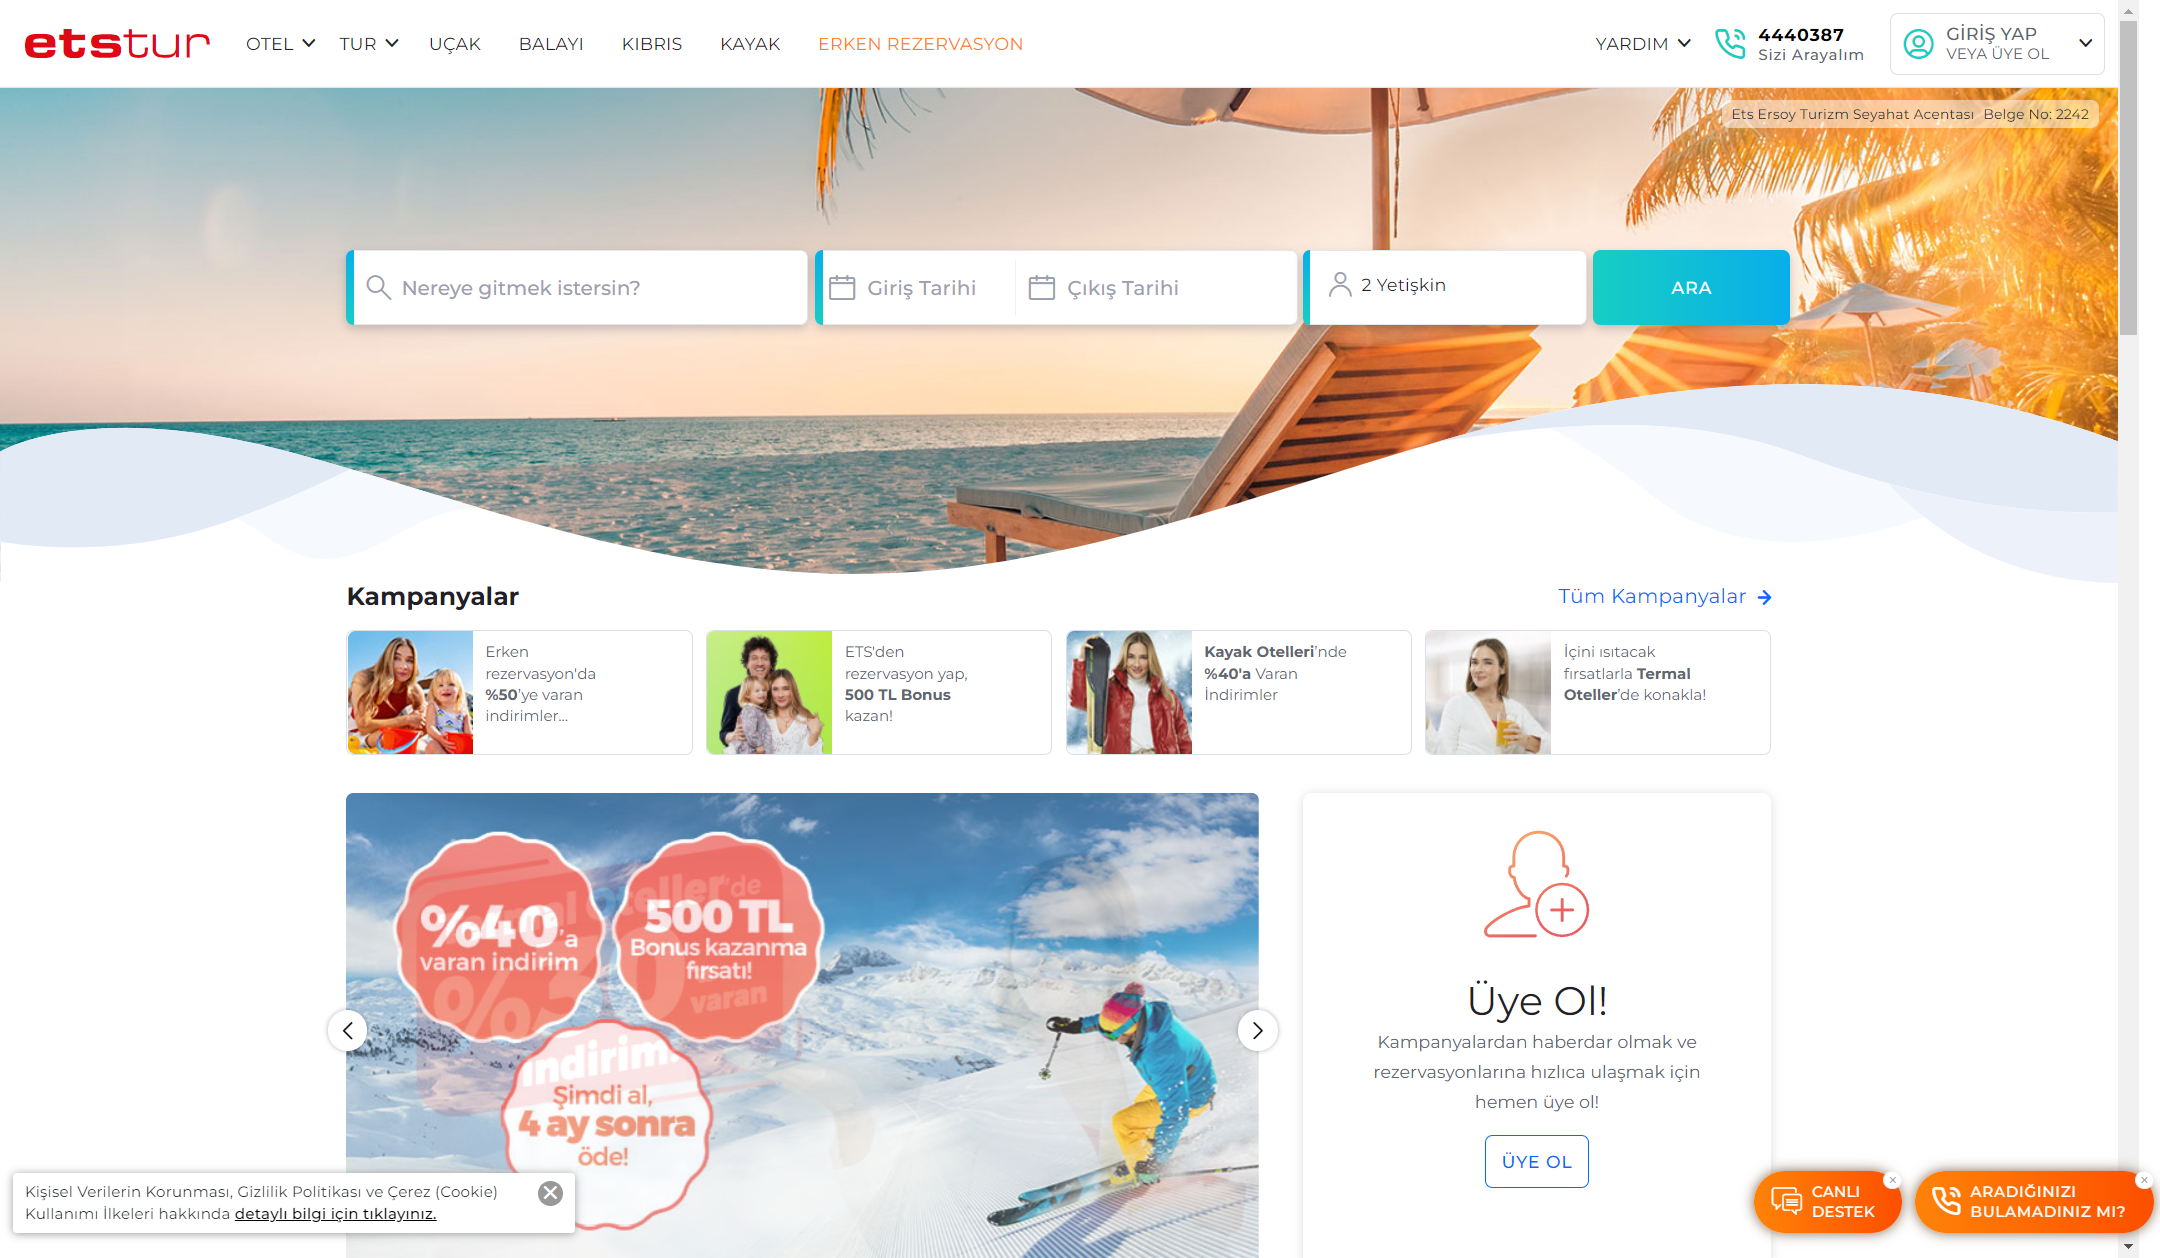 etstur
OTEL
TUR
UÇAK
BALAYI
KIBRIS
KAYAK
ERKEN REZERVASYON
YARDIM
4440387
Sizi Arayalım
GİRİŞ YAP
VEYA ÜYE OL
Ets Ersoy Turizm Seyahat Acentası Belge No: 2242
Nereye gitmek istersin?
Giriş Tarihi
Çıkış Tarihi
2 Yetişkin
ARA
Kampanyalar
Tüm Kampanyalar
Erken
rezervasyon'da
%50'ye varan
indirimler...
ETS'den
rezervasyon yap,
500 TL Bonus
kazan!
Kayak Otelleri'nde
%40'a Varan
İndirimler
İçini ısıtacak
fırsatlarla Termal
Oteller'de konakla!
%40'a
varan indirim
500 TL
Bonus kazanma
fırsatı!
Oteller'de
%30
varan
indirim.
Şimdi al,
4 ay sonra
öde!
Üye Ol!
Kampanyalardan haberdar olmak ve
rezervasyonlarına hızlıca ulaşmak için
hemen üye ol!
ÜYE OL
Kişisel Verilerin Korunması, Gizlilik Politikası ve Çerez (Cookie)
Kullanımı İlkeleri hakkında detaylı bilgi için tıklayınız.
CANLI
DESTEK
ARADIĞINIZI
BULAMADINIZ MI?